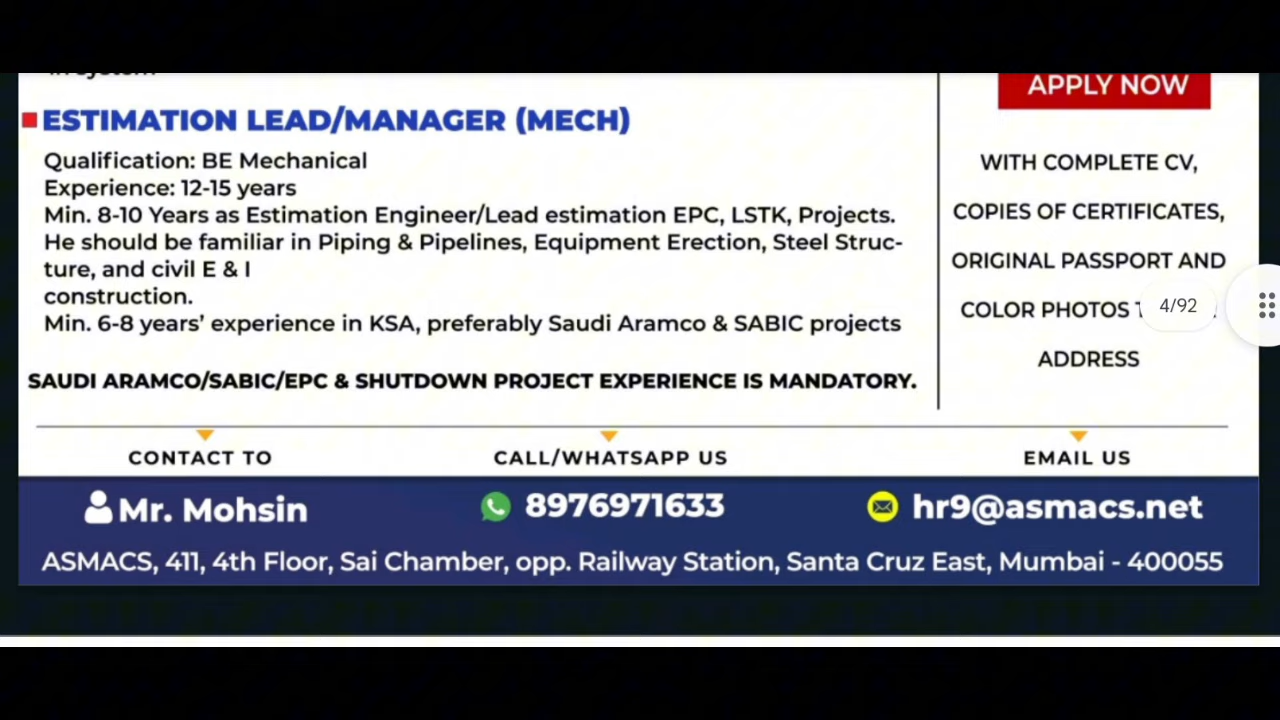 in system
ESTIMATION LEAD/MANAGER (MECH)
Qualification: BE Mechanical
Experience: 12-15 years
Min. 8-10 Years as Estimation Engineer/Lead estimation EPC, LSTK, Projects.
He should be familiar in Piping & Pipelines, Equipment Erection, Steel Struc-
ture, and civil E & I
construction.
Min. 6-8 years’ experience in KSA, preferably Saudi Aramco & SABIC projects
SAUDI ARAMCO/SABIC/EPC & SHUTDOWN PROJECT EXPERIENCE IS MANDATORY.
APPLY NOW
WITH COMPLETE CV,
COPIES OF CERTIFICATES,
ORIGINAL PASSPORT AND
COLOR PHOTOS
4/92
ADDRESS
CONTACT TO
CALL/WHATSAPP US
EMAIL US
Mr. Mohsin
8976971633
hr9@asmacs.net
ASMACS, 411, 4th Floor, Sai Chamber, opp. Railway Station, Santa Cruz East, Mumbai - 400055